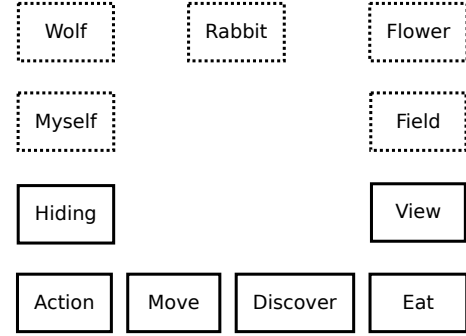 Wolf Rabbit Flower
Myself Field
Hiding View
Action Move Discover Eat